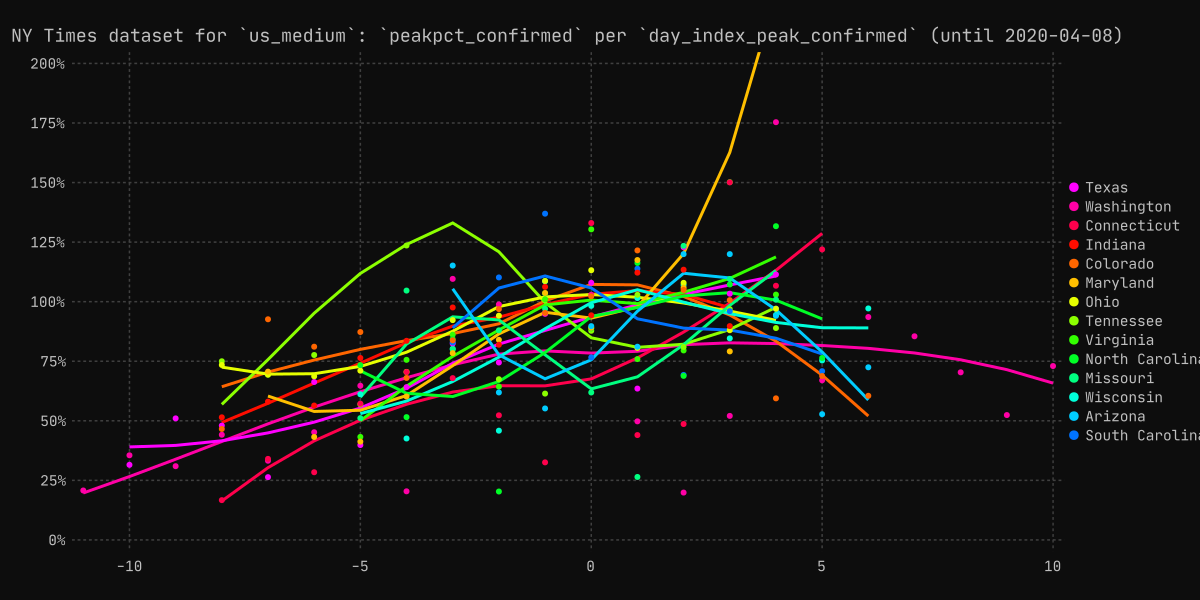 NY Times dataset for `us_medium`: `peakpct_confirmed` per `day_index_peak_confirmed` (until 2020-04-08)
200%
175%
150%
125%
100%
75%
50%
25%
0%
-10
-5
0
5
10
Texas
Washington
Connecticut
Indiana
Colorado
Maryland
Ohio
Tennessee
Virginia
North Carolina
Missouri
Wisconsin
Arizona
South Carolina